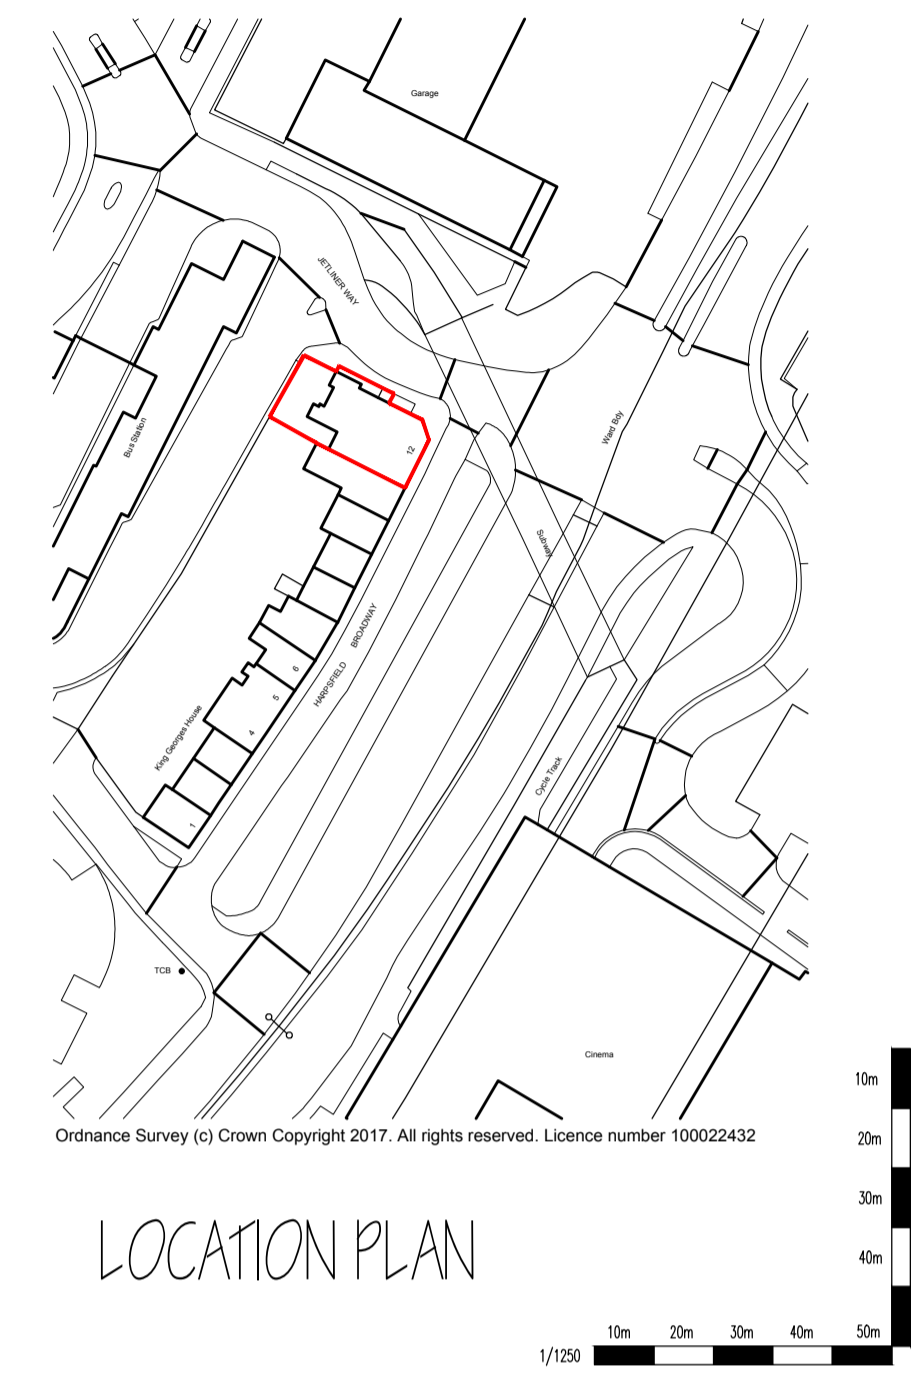 Garage
JETLINER WAY
Bus Station
12
Ward Bdy
Subway
HARPSFIELD BROADWAY
6
5
4
King Georges House
1
Cycle Track
TCB
Cinema
Ordnance Survey (c) Crown Copyright 2017. All rights reserved. Licence number 100022432
LOCATION PLAN
10m
20m
30m
40m
10m 20m 30m 40m 50m
1/1250